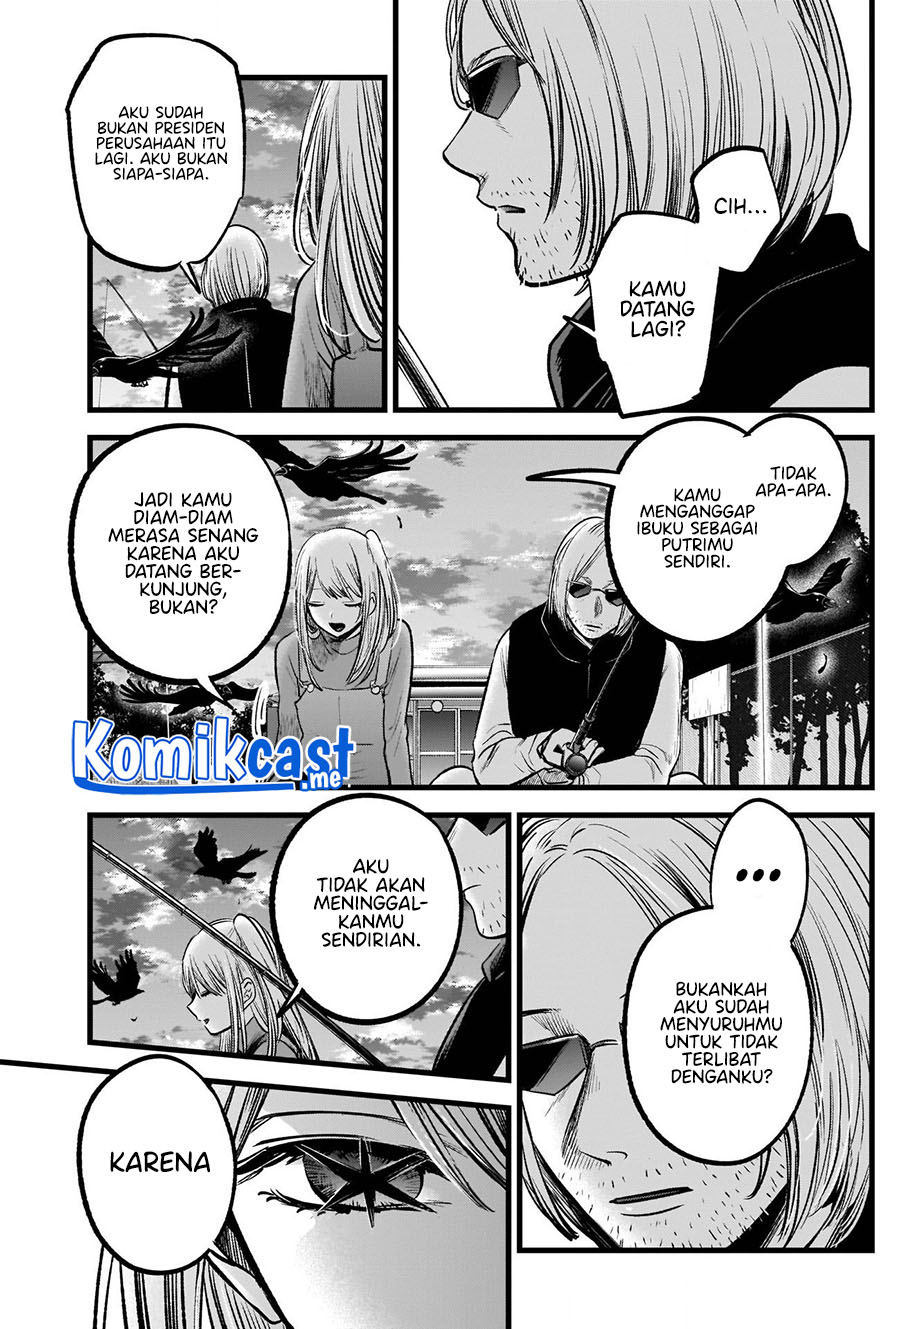 CIH...
KAMU
DATANG
LAGI?
AKU SUDAH
BUKAN PRESIDEN
PERUSAHAAN ITU
LAGI. AKU BUKAN
SIAPA-SIAPA.
TIDAK
APA-APA.
KAMU
MENGANGGAP
IBUKU SEBAGAI
PUTRIMU
SENDIRI.
JADI KAMU
DIAM-DIAM
MERASA SENANG
KARENA AKU
DATANG BER-
KUNJUNG,
BUKAN?
Komikcast
.me
...
BUKANKAH
AKU SUDAH
MENYURUHMU
UNTUK TIDAK
TERLIBAT
DENGANKU?
AKU
TIDAK AKAN
MENINGGAL-
KANMU
SENDIRIAN.
KARENA